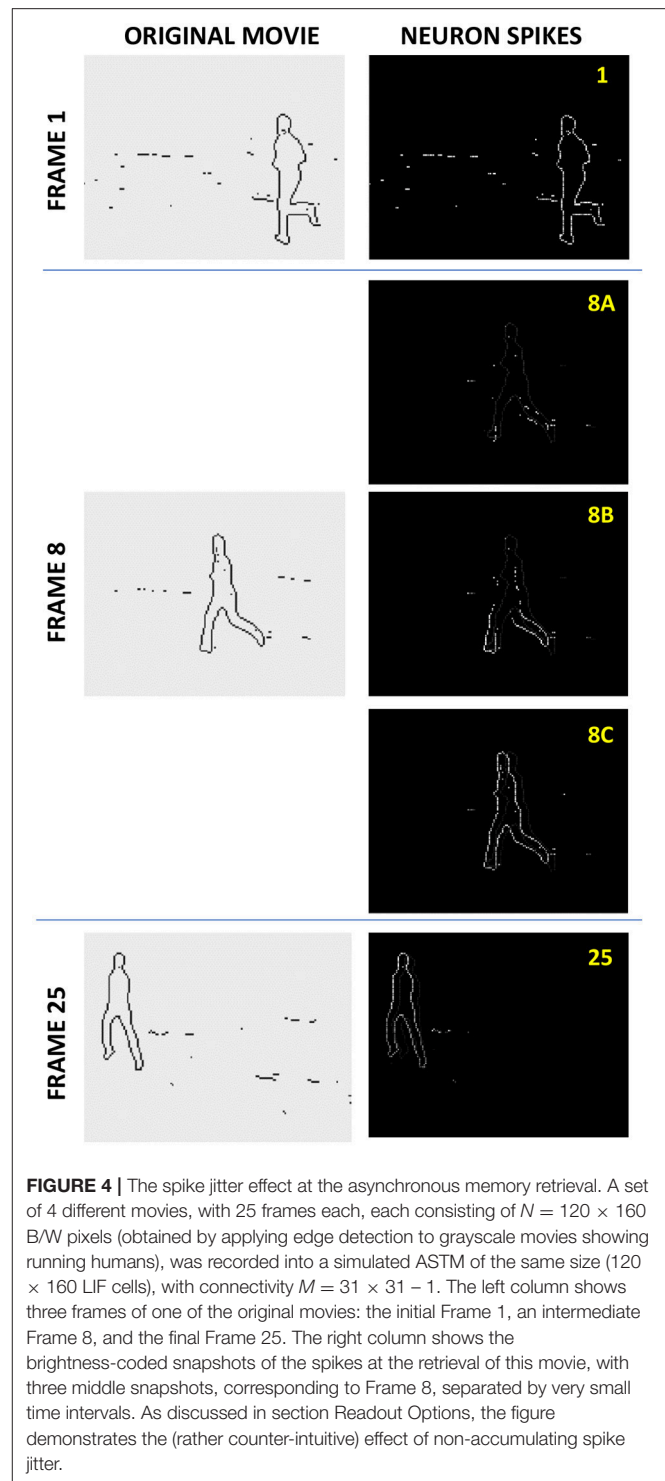 ORIGINAL MOVIE
NEURON SPIKES
FRAME 1
1
8A
FRAME 8
8B
8C
FRAME 25
25
FIGURE 4 | The spike jitter effect at the asynchronous memory retrieval. A set
of 4 different movies, with 25 frames each, each consisting of N = 120 × 160
B/W pixels (obtained by applying edge detection to grayscale movies showing
running humans), was recorded into a simulated ASTM of the same size (120
× 160 LIF cells), with connectivity M = 31 × 31 – 1. The left column shows
three frames of one of the original movies: the initial Frame 1, an intermediate
Frame 8, and the final Frame 25. The right column shows the
brightness-coded snapshots of the spikes at the retrieval of this movie, with
three middle snapshots, corresponding to Frame 8, separated by very small
time intervals. As discussed in section Readout Options, the figure
demonstrates the (rather counter-intuitive) effect of non-accumulating spike
jitter.